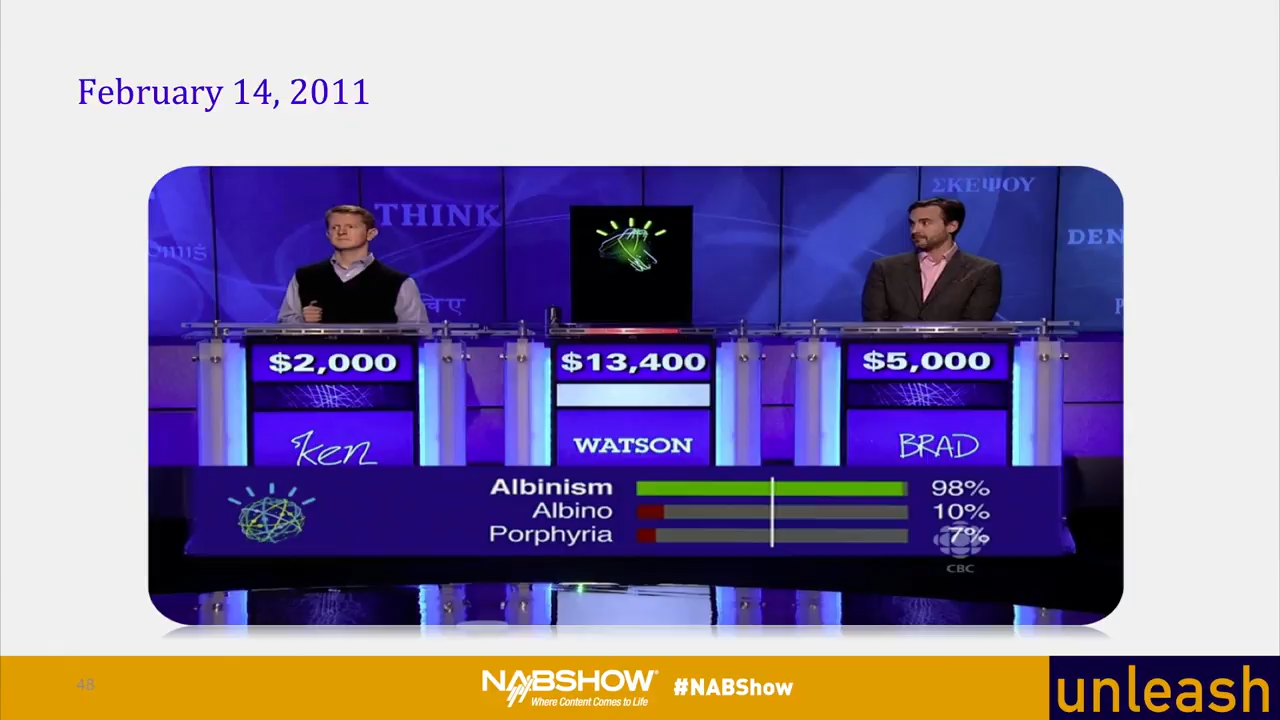 February 14, 2011
ΣΚΕΨΟΥ
THINK
DEN
$2,000
$13,400
$5,000
Ken
WATSON
BRAD
Albinism 98%
Albino 10%
Porphyria 7%
CBC
48
NABSHOW
Where Content Comes to Life
#NABShow
unleash